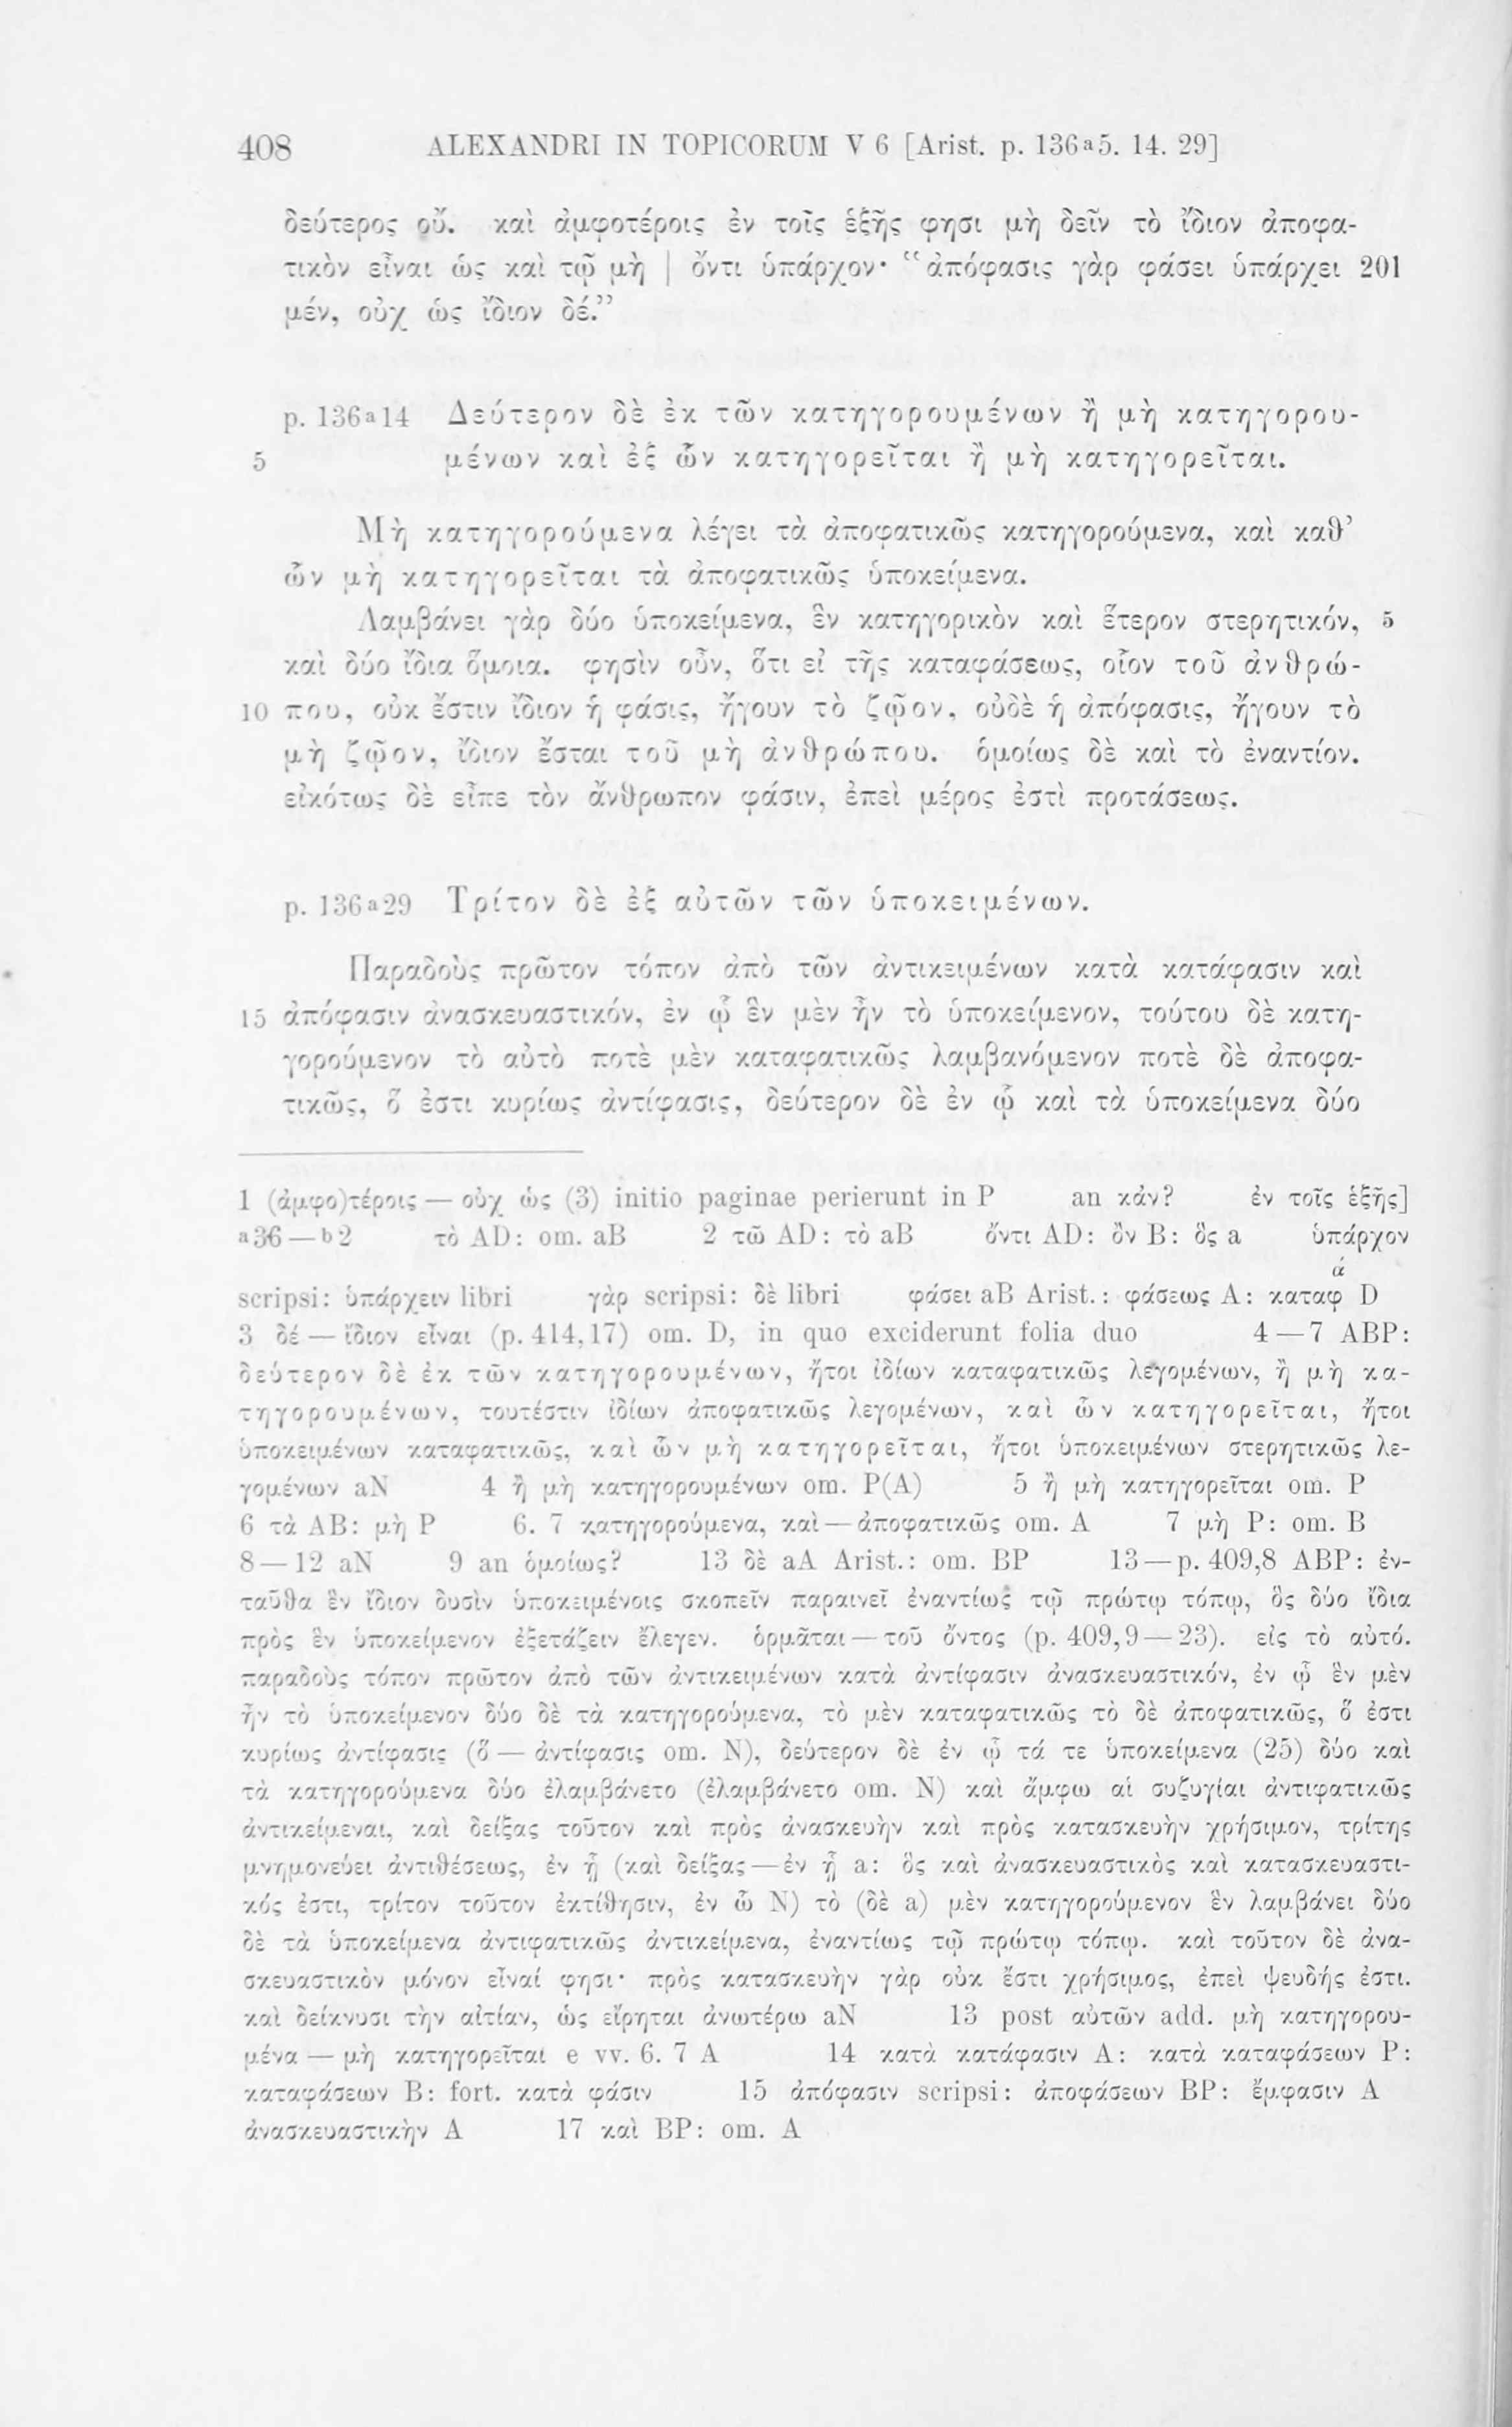 408 ALEXANDRI IN TOPICORUM V 6 [Arist. p. 136ᵃ5. 14. 29]
δεύτερος οὔ. καὶ ἀμφοτέροις ἐν τοῖς ἑξῆς φησι μὴ δεῖν τὸ ἴδιον ἀποφα-
τικὸν εἶναι ὡς καὶ τῷ μὴ | ὄντι ὑπάρχον· “ἀπόφασις γὰρ φάσει ὑπάρχει 201
μέν, οὐχ ὡς ἴδιον δέ.”
p. 136ᵃ14 Δεύτερον δὲ ἐκ τῶν κατηγορουμένων ἢ μὴ κατηγορου-
5 μένων καὶ ἐξ ὧν κατηγορεῖται ἢ μὴ κατηγορεῖται.
Μὴ κατηγορούμενα λέγει τὰ ἀποφατικῶς κατηγορούμενα, καὶ καθ’
ὧν μὴ κατηγορεῖται τὰ ἀποφατικῶς ὑποκείμενα.
Λαμβάνει γὰρ δύο ὑποκείμενα, ἓν κατηγορικὸν καὶ ἕτερον στερητικόν, 5
καὶ δύο ἴδια ὅμοια. φησὶν οὖν, ὅτι εἰ τῆς καταφάσεως, οἷον τοῦ ἀνθρώ-
10 που, οὐκ ἔστιν ἴδιον ἡ φάσις, ἤγουν τὸ ζῷον, οὐδὲ ἡ ἀπόφασις, ἤγουν τὸ
μὴ ζῷον, ἴδιον ἔσται τοῦ μὴ ἀνθρώπου. ὁμοίως δὲ καὶ τὸ ἐναντίον.
εἰκότως δὲ εἶπε τὸν ἄνθρωπον φάσιν, ἐπεὶ μέρος ἐστὶ προτάσεως.
p. 136ᵃ29 Τρίτον δὲ ἐξ αὐτῶν τῶν ὑποκειμένων.
Παραδοὺς πρῶτον τόπον ἀπὸ τῶν ἀντικειμένων κατὰ κατάφασιν καὶ
15 ἀπόφασιν ἀνασκευαστικόν, ἐν ᾧ ἓν μὲν ἦν τὸ ὑποκείμενον, τούτου δὲ κατη-
γορούμενον τὸ αὐτὸ ποτὲ μὲν καταφατικῶς λαμβανόμενον ποτὲ δὲ ἀποφα-
τικῶς, ὅ ἐστι κυρίως ἀντίφασις, δεύτερον δὲ ἐν ᾧ καὶ τὰ ὑποκείμενα δύο
1 (ἀμφο)τέροις — οὐχ ὡς (3) initio paginae perierunt in P an κἀν? ἐν τοῖς ἑξῆς]
ᵃ36 — ᵇ2 τὸ AD: om. aB 2 τῶ AD: τὸ aB ὄντι AD: ὂν B: ὃς a ὑπάρχον
scripsi: ὑπάρχειν libri γὰρ scripsi: δὲ libri φάσει aB Arist.: φάσεως A: καταφ ά D
3 δέ — ἴδιον εἶναι (p. 414,17) om. D, in quo exciderunt folia duo 4 — 7 ABP:
δεύτερον δὲ ἐκ τῶν κατηγορουμένων, ἤτοι ἰδίων καταφατικῶς λεγομένων, ἢ μὴ κα-
τηγορουμένων, τουτέστιν ἰδίων ἀποφατικῶς λεγομένων, καὶ ὧν κατηγορεῖται, ἤτοι
ὑποκειμένων καταφατικῶς, καὶ ὧν μὴ κατηγορεῖται, ἤτοι ὑποκειμένων στερητικῶς λε-
γομένων aN 4 ἢ μὴ κατηγορουμένων om. P(A) 5 ἢ μὴ κατηγορεῖται om. P
6 τὰ AB: μὴ P 6. 7 κατηγορούμενα, καὶ — ἀποφατικῶς om. A 7 μὴ P: om. B
8 — 12 aN 9 an ὁμοίως? 13 δὲ aA Arist.: om. BP 13 — p. 409,8 ABP: ἐν-
ταῦθα ἓν ἴδιον δυσὶν ὑποκειμένοις σκοπεῖν παραινεῖ ἐναντίως τῷ πρώτῳ τόπῳ, ὃς δύο ἴδια
πρὸς ἓν ὑποκείμενον ἐξετάζειν ἔλεγεν. ὁρμᾶται — τοῦ ὄντος (p. 409,9 — 23). εἰς τὸ αὐτό.
παραδοὺς τόπον πρῶτον ἀπὸ τῶν ἀντικειμένων κατὰ ἀντίφασιν ἀνασκευαστικόν, ἐν ᾧ ἓν μὲν
ἦν τὸ ὑποκείμενον δύο δὲ τὰ κατηγορούμενα, τὸ μὲν καταφατικῶς τὸ δὲ ἀποφατικῶς, ὅ ἐστι
κυρίως ἀντίφασις (ὅ — ἀντίφασις om. N), δεύτερον δὲ ἐν ᾧ τά τε ὑποκείμενα (25) δύο καὶ
τὰ κατηγορούμενα δύο ἐλαμβάνετο (ἐλαμβάνετο om. N) καὶ ἄμφω αἱ συζυγίαι ἀντιφατικῶς
ἀντικείμεναι, καὶ δείξας τοῦτον καὶ πρὸς ἀνασκευὴν καὶ πρὸς κατασκευὴν χρήσιμον, τρίτης
μνημονεύει ἀντιθέσεως, ἐν ᾗ (καὶ δείξας — ἐν ᾗ a: ὃς καὶ ἀνασκευαστικὸς καὶ κατασκευαστι-
κός ἐστι, τρίτον τοῦτον ἐκτίθησιν, ἐν ὧ N) τὸ (δὲ a) μὲν κατηγορούμενον ἓν λαμβάνει δύο
δὲ τὰ ὑποκείμενα ἀντιφατικῶς ἀντικείμενα, ἐναντίως τῷ πρώτῳ τόπῳ. καὶ τοῦτον δὲ ἀνα-
σκευαστικὸν μόνον εἶναί φησι· πρὸς κατασκευὴν γὰρ οὐκ ἔστι χρήσιμος, ἐπεὶ ψευδής ἐστι.
καὶ δείκνυσι τὴν αἰτίαν, ὡς εἴρηται ἀνωτέρω aN 13 post αὐτῶν add. μὴ κατηγορου-
μένα — μὴ κατηγορεῖται e vv. 6. 7 A 14 κατὰ κατάφασιν A: κατὰ καταφάσεων P:
καταφάσεων B: fort. κατὰ φάσιν 15 ἀπόφασιν scripsi: ἀποφάσεων BP: ἔμφασιν A
ἀνασκευαστικὴν A 17 καὶ BP: om. A